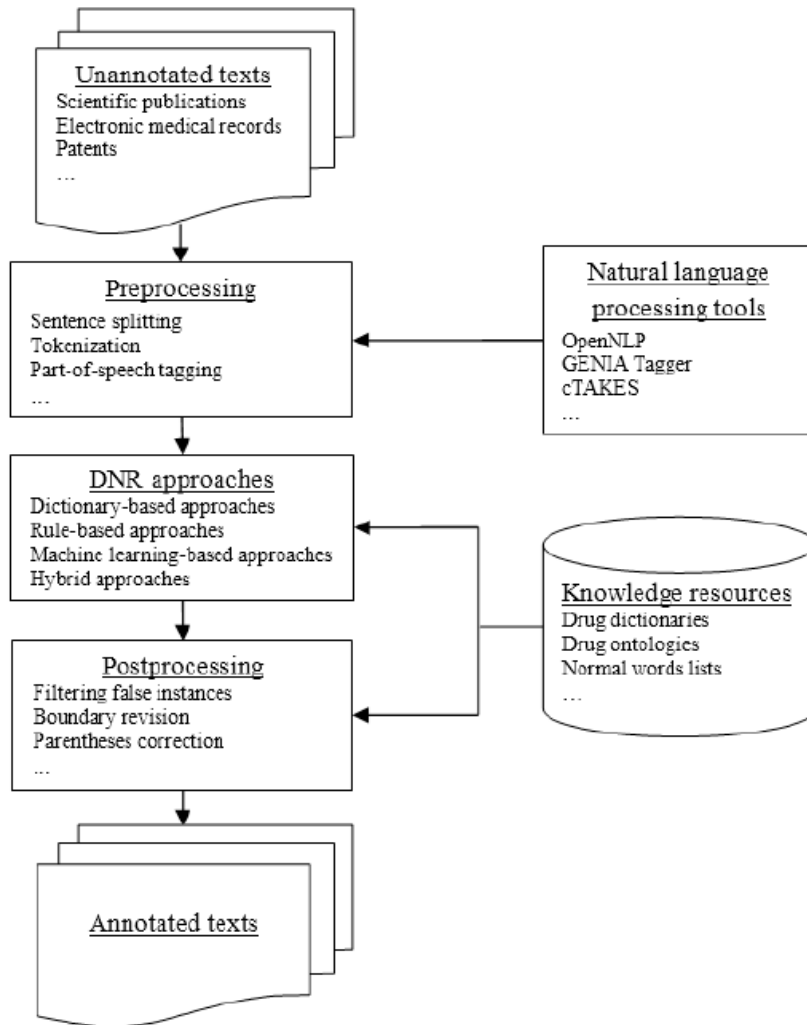 Unannotated texts
Scientific publications
Electronic medical records
Patents
...
Preprocessing
Sentence splitting
Tokenization
Part-of-speech tagging
...
Natural language
processing tools
OpenNLP
GENIA Tagger
cTAKES
...
DNR approaches
Dictionary-based approaches
Rule-based approaches
Machine learning-based approaches
Hybrid approaches
Knowledge resources
Drug dictionaries
Drug ontologies
Normal words lists
...
Postprocessing
Filtering false instances
Boundary revision
Parentheses correction
...
Annotated texts